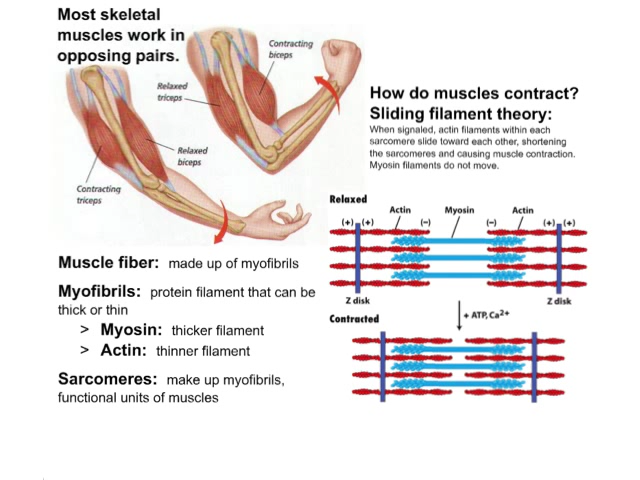 Most skeletal
muscles work in
opposing pairs.
Contracting
biceps
Relaxed
triceps
Relaxed
biceps
Contracting
triceps
How do muscles contract?
Sliding filament theory:
When signaled, actin filaments within each
sarcomere slide toward each other, shortening
the sarcomeres and causing muscle contraction.
Myosin filaments do not move.
Relaxed
Actin Myosin Actin
(+) (+) (−) (−) (+) (+)
Z disk Z disk
+ ATP, Ca2+
Contracted
Muscle fiber: made up of myofibrils
Myofibrils: protein filament that can be
thick or thin
> Myosin: thicker filament
> Actin: thinner filament
Sarcomeres: make up myofibrils,
functional units of muscles